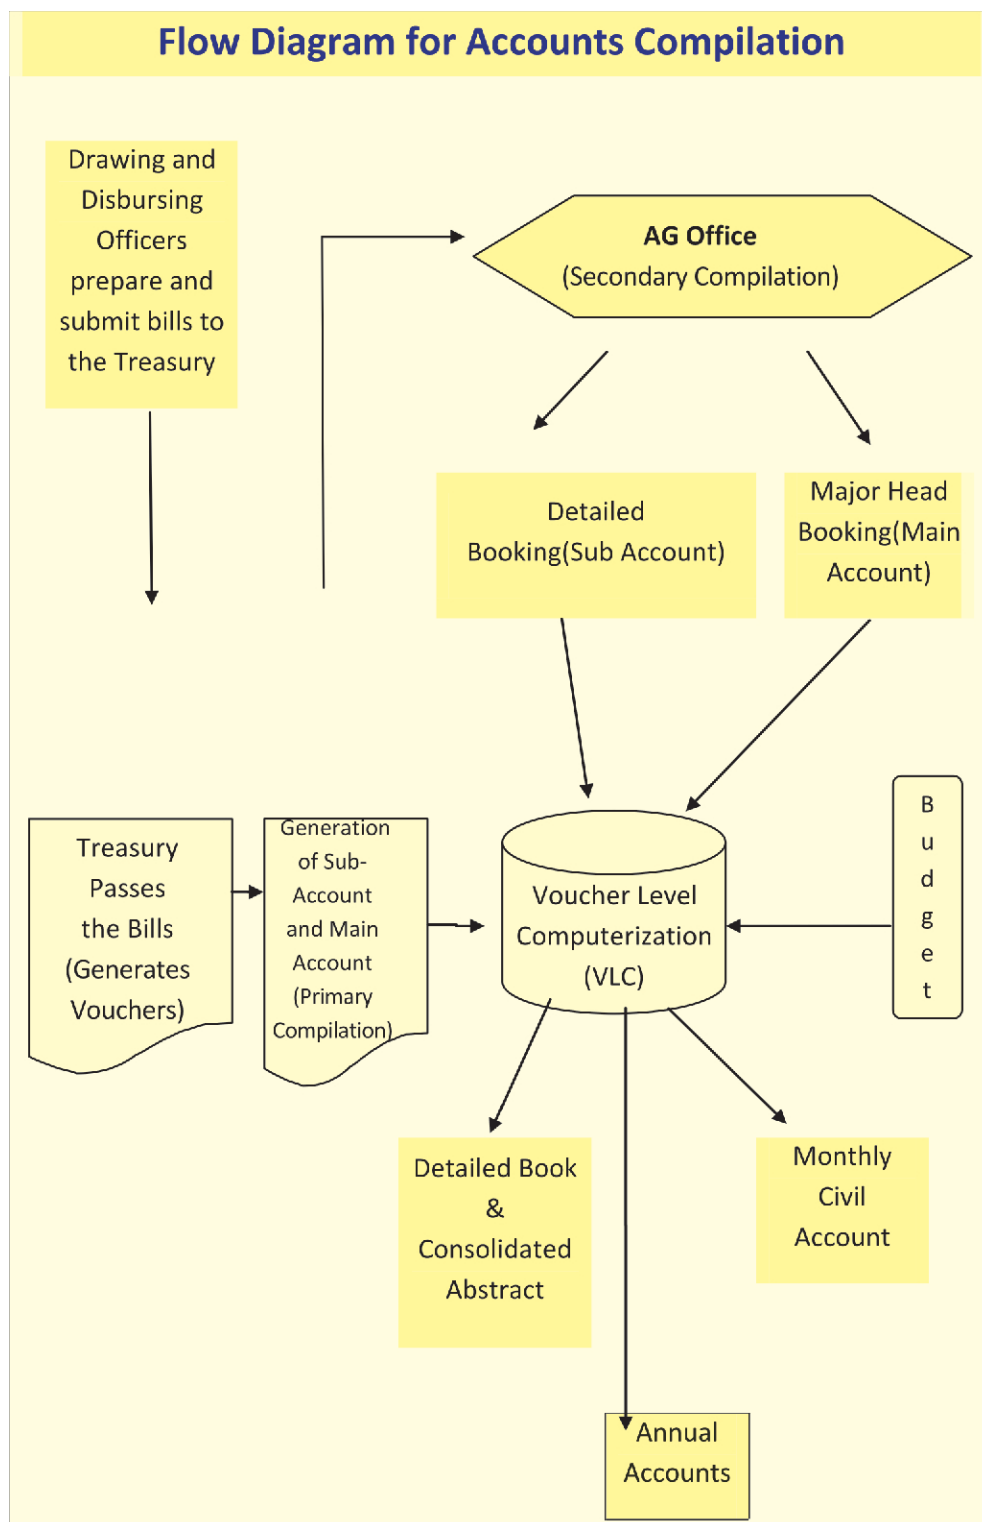 Flow Diagram for Accounts Compilation
Drawing and
Disbursing
Officers
prepare and
submit bills to
the Treasury
AG Office
(Secondary Compilation)
Detailed
Booking(Sub Account)
Major Head
Booking(Main
Account)
Treasury
Passes
the Bills
(Generates
Vouchers)
Generation
of Sub-
Account
and Main
Account
(Primary
Compilation)
Voucher Level
Computerization
(VLC)
B
u
d
g
e
t
Detailed Book
&
Consolidated
Abstract
Monthly
Civil
Account
Annual
Accounts